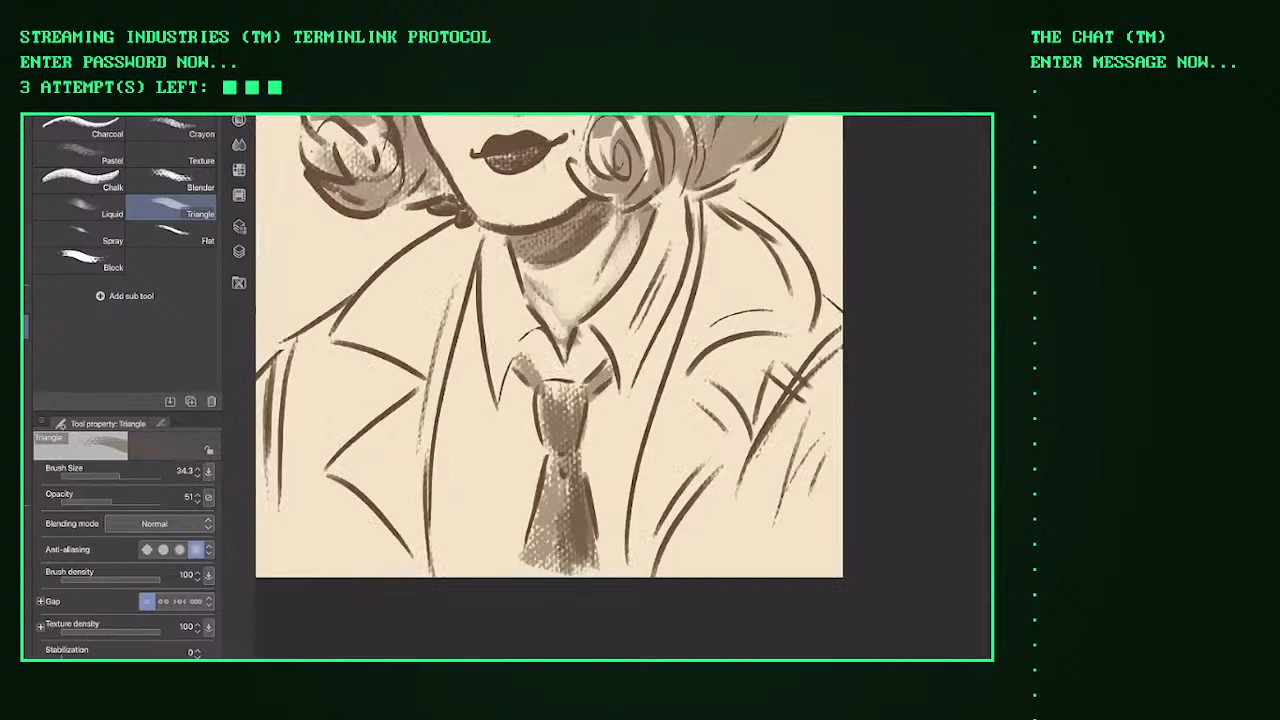 STREAMING INDUSTRIES (TM) TERMINLINK PROTOCOL
ENTER PASSWORD NOW...
3 ATTEMPT(S) LEFT:
THE CHAT (TM)
ENTER MESSAGE NOW...
Charcoal Crayon
Pastel Texture
Chalk Blender
Liquid Triangle
Spray Flat
Block
Add sub tool
Tool property: Triangle
Triangle
Brush Size 34.3
Opacity 51
Blending mode Normal
Anti-aliasing
Brush density 100
Gap
Texture density 100
Stabilization 0